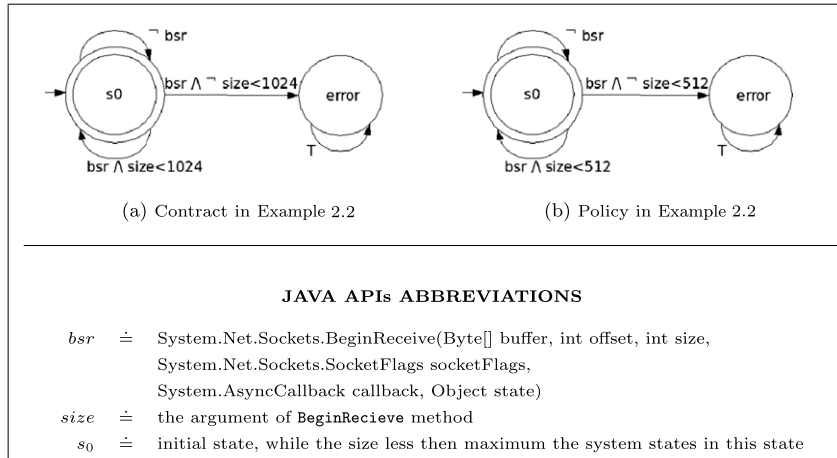 ¬ bsr
s0
bsr ∧ ¬ size<1024
error
T
bsr ∧ size<1024
(a) Contract in Example 2.2
¬ bsr
s0
bsr ∧ ¬ size<512
error
T
bsr ∧ size<512
(b) Policy in Example 2.2
JAVA APIs ABBREVIATIONS
bsr ≐ System.Net.Sockets.BeginReceive(Byte[] buffer, int offset, int size,
System.Net.Sockets.SocketFlags socketFlags,
System.AsyncCallback callback, Object state)
size ≐ the argument of BeginRecieve method
s₀ ≐ initial state, while the size less then maximum the system states in this state